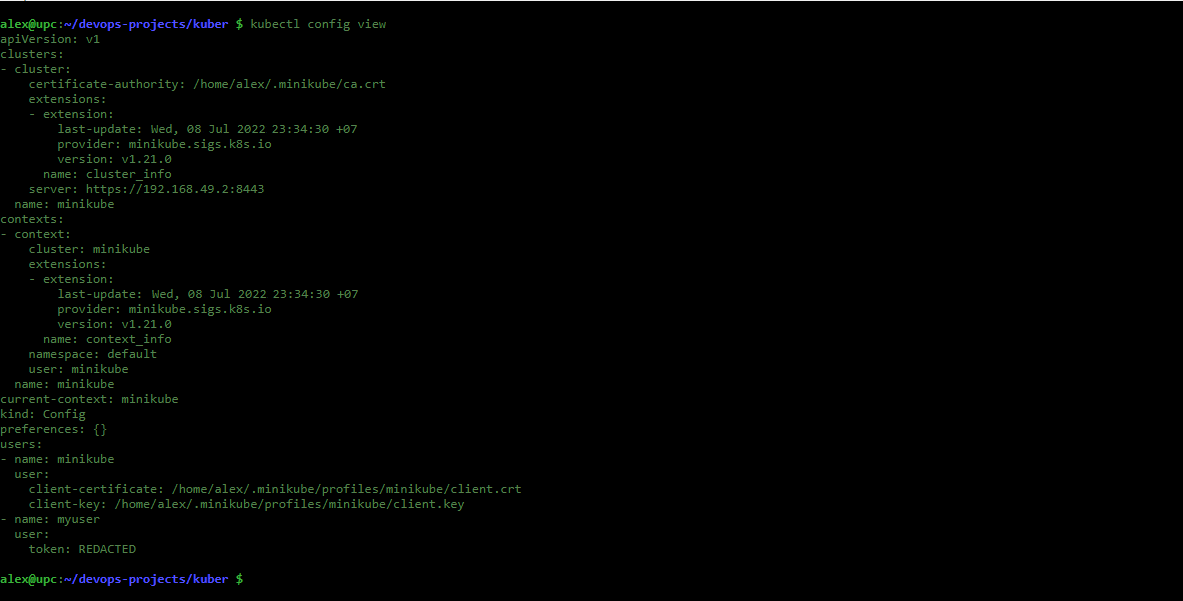 alex@upc:~/devops-projects/kuber $ kubectl config view
apiVersion: v1
clusters:
- cluster:
    certificate-authority: /home/alex/.minikube/ca.crt
    extensions:
    - extension:
        last-update: Wed, 08 Jul 2022 23:34:30 +07
        provider: minikube.sigs.k8s.io
        version: v1.21.0
      name: cluster_info
    server: https://192.168.49.2:8443
  name: minikube
contexts:
- context:
    cluster: minikube
    extensions:
    - extension:
        last-update: Wed, 08 Jul 2022 23:34:30 +07
        provider: minikube.sigs.k8s.io
        version: v1.21.0
      name: context_info
    namespace: default
    user: minikube
  name: minikube
current-context: minikube
kind: Config
preferences: {}
users:
- name: minikube
  user:
    client-certificate: /home/alex/.minikube/profiles/minikube/client.crt
    client-key: /home/alex/.minikube/profiles/minikube/client.key
- name: myuser
  user:
    token: REDACTED
alex@upc:~/devops-projects/kuber $